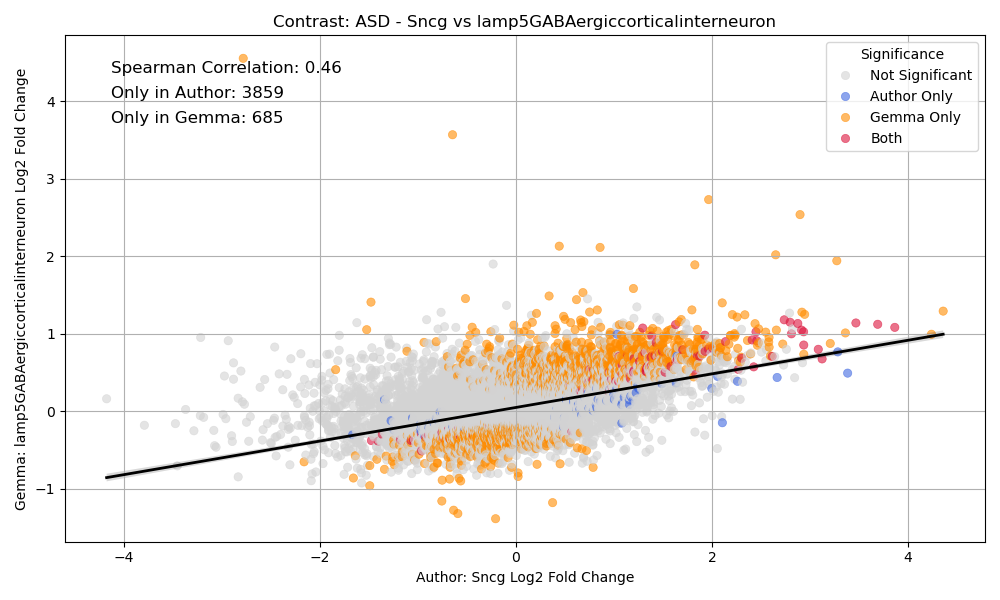 Contrast: ASD - Sncg vs lamp5GABAergiccorticalinterneuron
Spearman Correlation: 0.46
Only in Author: 3859
Only in Gemma: 685
Significance
Not Significant
Author Only
Gemma Only
Both
Gemma: lamp5GABAergiccorticalinterneuron Log2 Fold Change
4
3
2
1
0
−1
−4
−2
0
2
4
Author: Sncg Log2 Fold Change